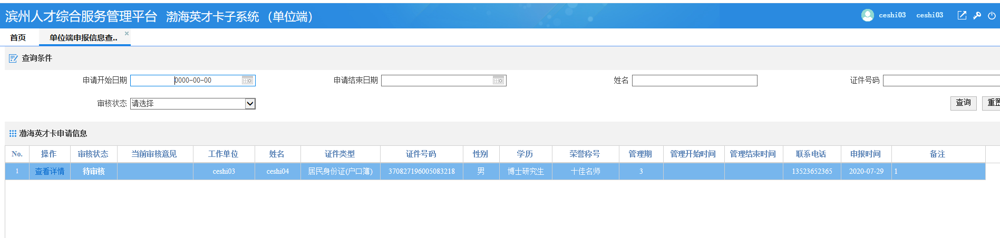 滨州人才综合服务管理平台 渤海英才卡子系统（单位端） ceshi03 ceshi03
首页 单位端申报信息查..
查询条件
申请开始日期 0000-00-00 申请结束日期 姓名 证件号码
审核状态 请选择 查询 重置
渤海英才卡申请信息
No. 操作 审核状态 当前审核意见 工作单位 姓名 证件类型 证件号码 性别 学历 荣誉称号 管理期 管理开始时间 管理结束时间 联系电话 申报时间 备注
1 查看详情 待审核 ceshi03 ceshi04 居民身份证(户口簿) 370827196005083218 男 博士研究生 十佳名师 3 13523652365 2020-07-29 1